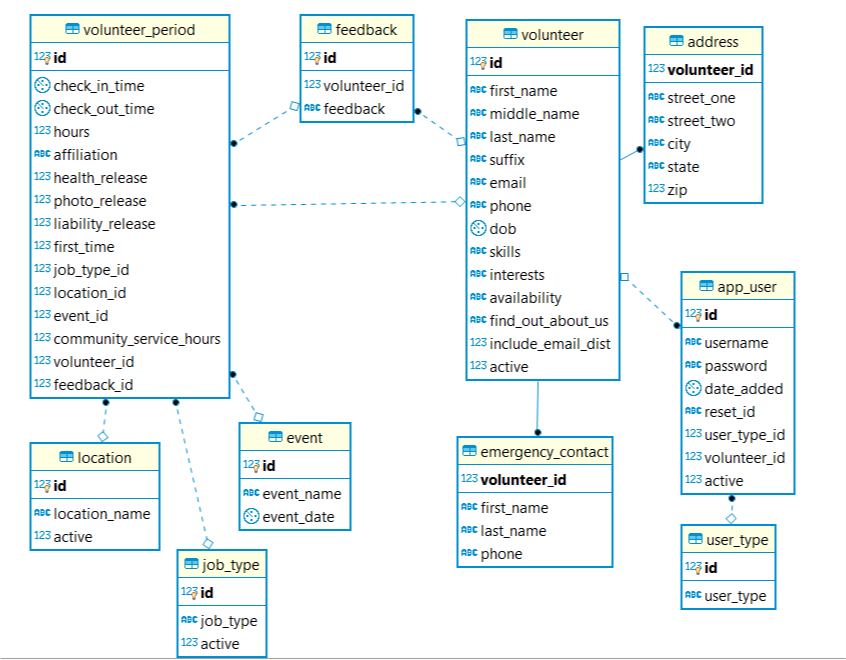 volunteer_period
123 id
check_in_time
check_out_time
123 hours
ABC affiliation
123 health_release
123 photo_release
123 liability_release
123 first_time
123 job_type_id
123 location_id
123 event_id
123 community_service_hours
123 volunteer_id
123 feedback_id
feedback
123 id
123 volunteer_id
ABC feedback
volunteer
123 id
ABC first_name
ABC middle_name
ABC last_name
ABC suffix
ABC email
ABC phone
dob
ABC skills
ABC interests
ABC availability
ABC find_out_about_us
123 include_email_dist
123 active
address
123 volunteer_id
ABC street_one
ABC street_two
ABC city
ABC state
123 zip
app_user
123 id
ABC username
ABC password
date_added
ABC reset_id
123 user_type_id
123 volunteer_id
123 active
location
123 id
ABC location_name
123 active
event
123 id
ABC event_name
event_date
job_type
123 id
ABC job_type
123 active
emergency_contact
123 volunteer_id
ABC first_name
ABC last_name
ABC phone
user_type
123 id
ABC user_type